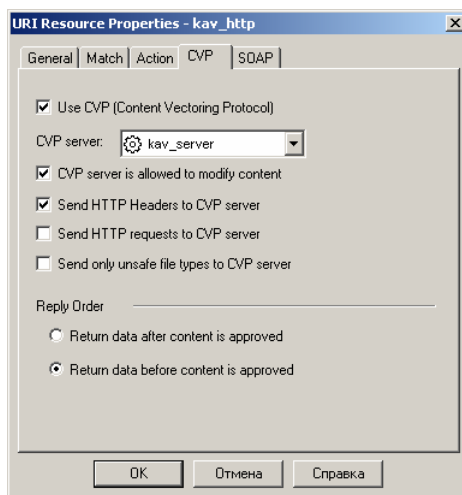 URI Resource Properties - kav_http
General Match Action CVP SOAP
Use CVP (Content Vectoring Protocol)
CVP server: kav_server
CVP server is allowed to modify content
Send HTTP Headers to CVP server
Send HTTP requests to CVP server
Send only unsafe file types to CVP server
Reply Order
Return data after content is approved
Return data before content is approved
OK Отмена Справка